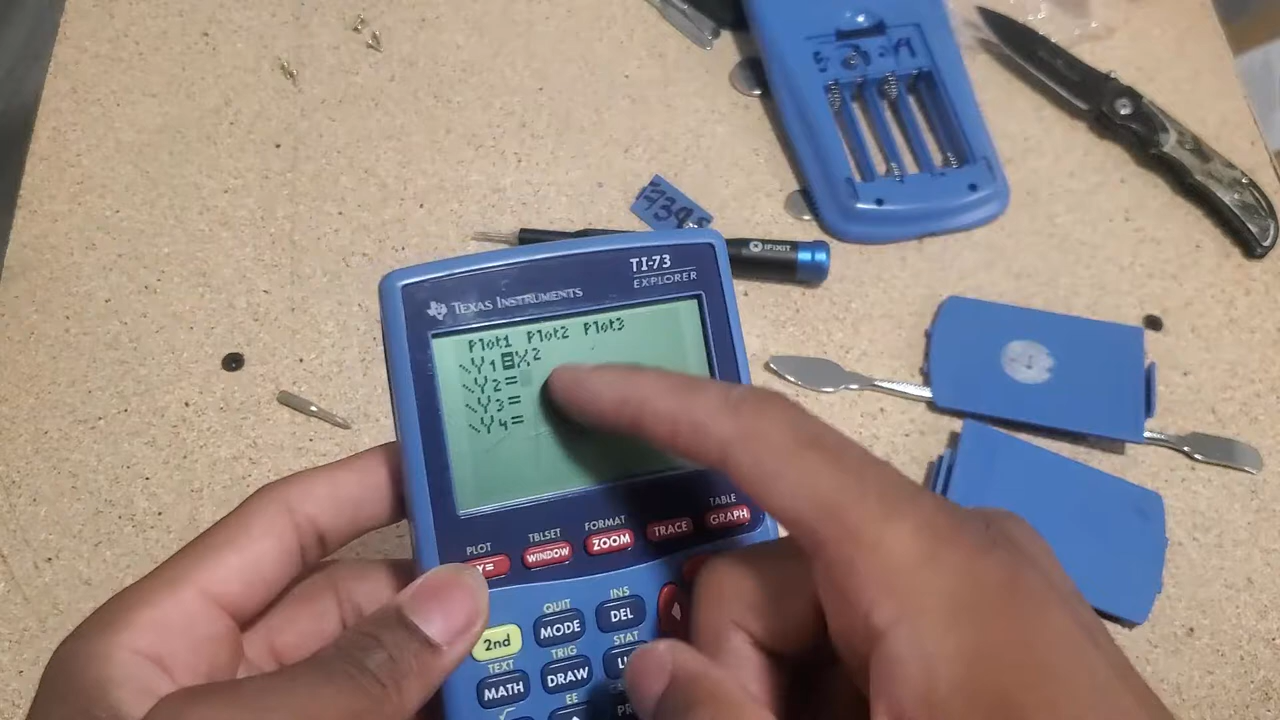 IFIXIT
TI-73
EXPLORER
TEXAS INSTRUMENTS
Plot1 Plot2 Plot3
\Y1=X2
\Y2=
\Y3=
\Y4=
PLOT
TBLSET
FORMAT
TABLE
Y=
WINDOW
ZOOM
TRACE
GRAPH
QUIT
INS
2nd
MODE
DEL
TEXT
TRIG
STAT
MATH
DRAW
EE